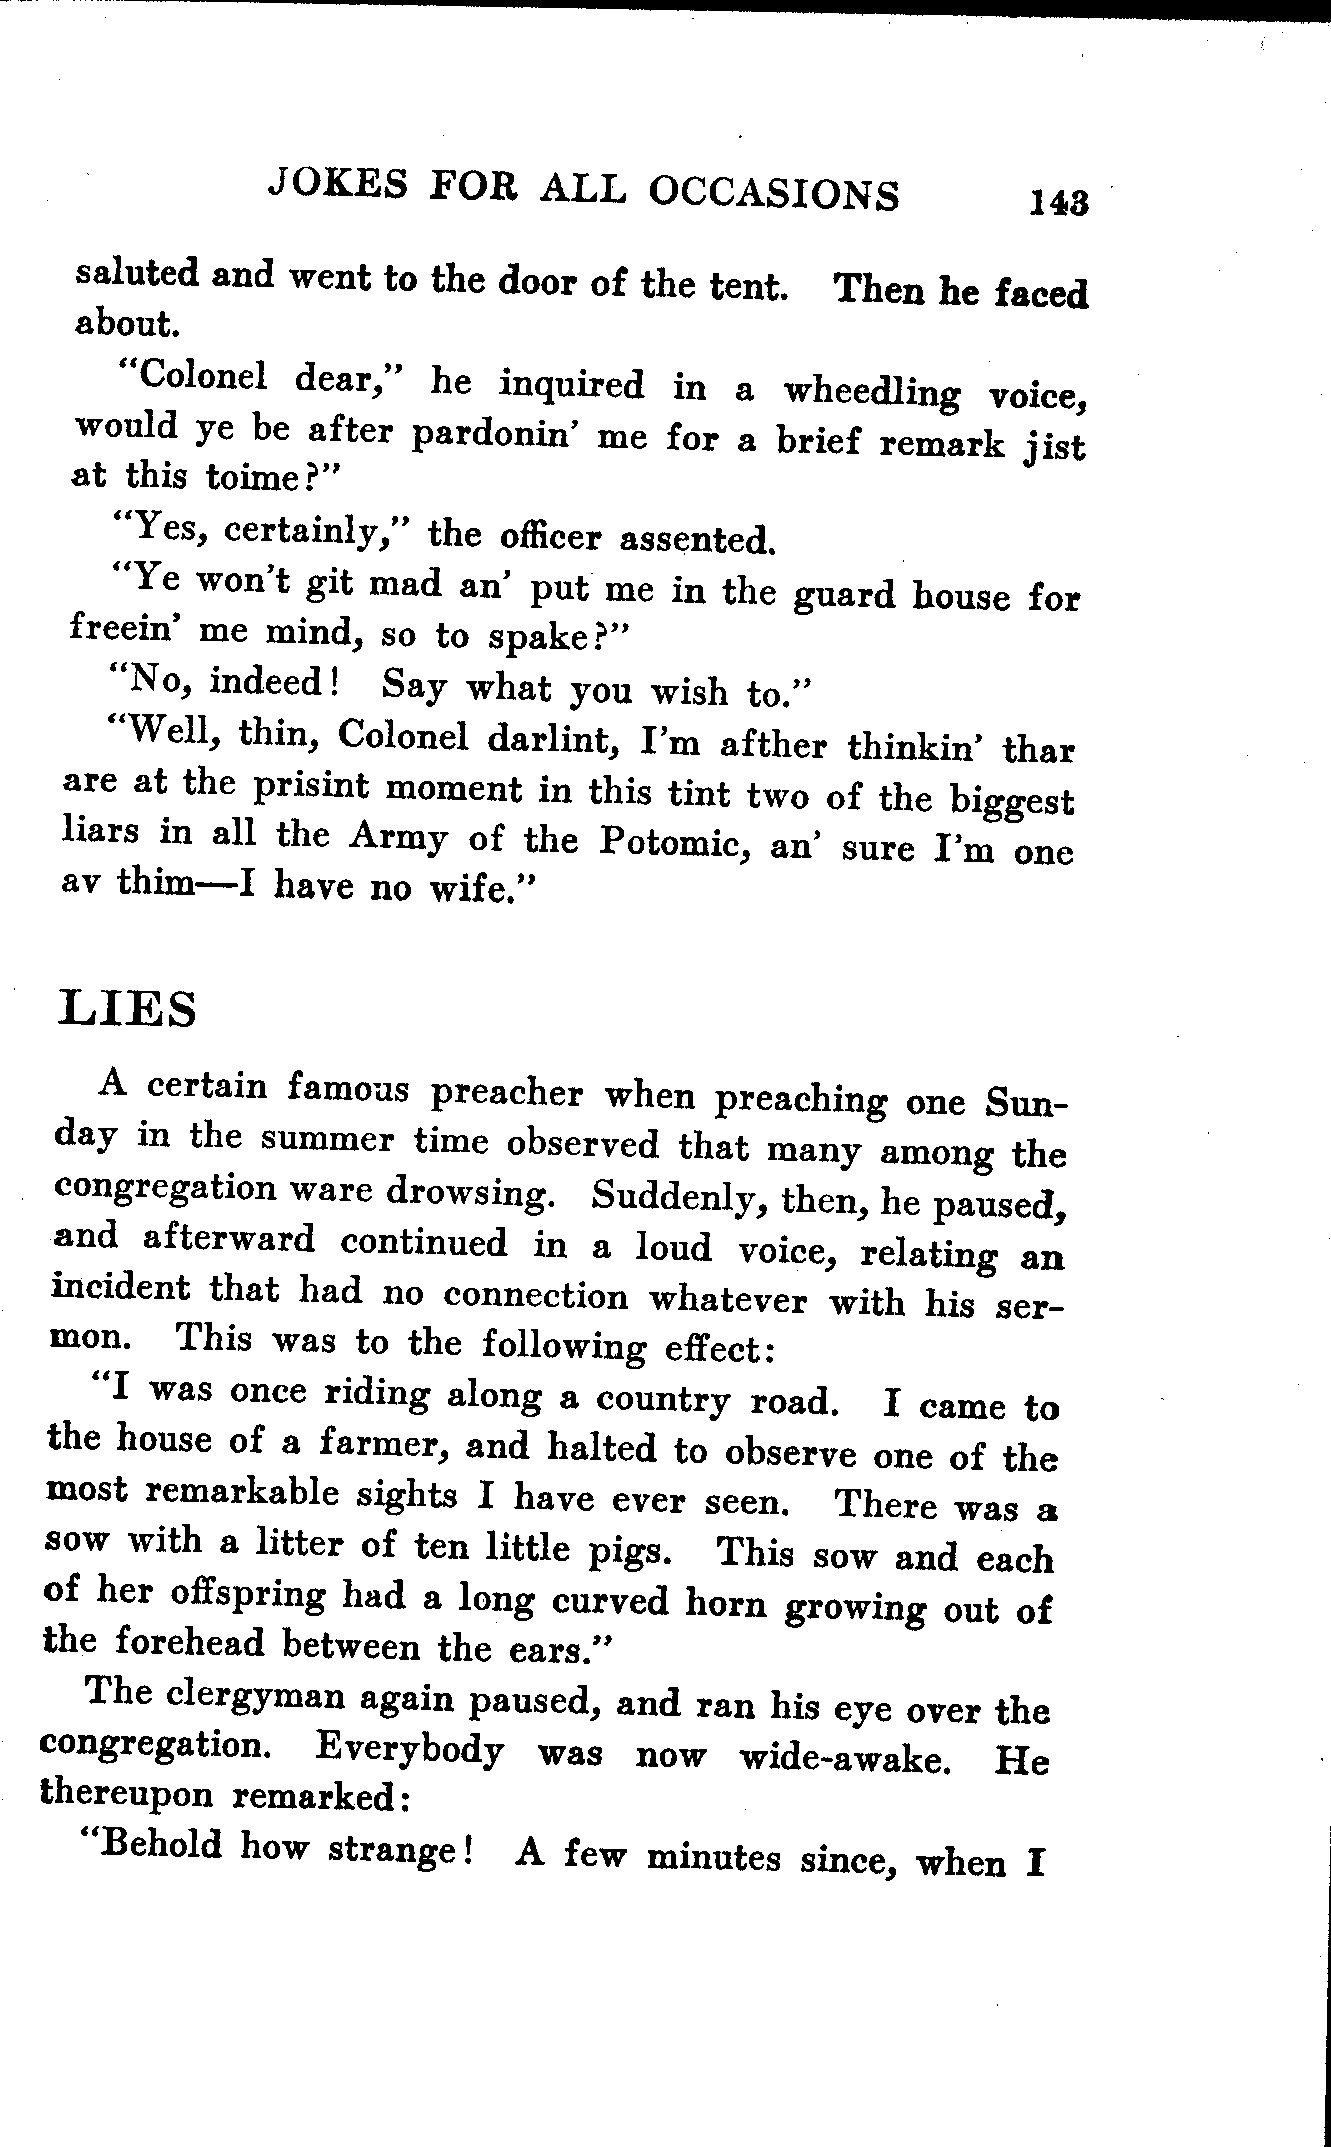 JOKES FOR ALL OCCASIONS 143
saluted and went to the door of the tent. Then he faced
about.
"Colonel dear," he inquired in a wheedling voice,
would ye be after pardonin' me for a brief remark jist
at this toime?"
"Yes, certainly," the officer assented.
"Ye won't git mad an' put me in the guard house for
freein' me mind, so to spake?"
"No, indeed! Say what you wish to."
"Well, thin, Colonel darlint, I'm afther thinkin' thar
are at the prisint moment in this tint two of the biggest
liars in all the Army of the Potomic, an' sure I'm one
av thim—I have no wife."
LIES
A certain famous preacher when preaching one Sun-
day in the summer time observed that many among the
congregation ware drowsing. Suddenly, then, he paused,
and afterward continued in a loud voice, relating an
incident that had no connection whatever with his ser-
mon. This was to the following effect:
"I was once riding along a country road. I came to
the house of a farmer, and halted to observe one of the
most remarkable sights I have ever seen. There was a
sow with a litter of ten little pigs. This sow and each
of her offspring had a long curved horn growing out of
the forehead between the ears."
The clergyman again paused, and ran his eye over the
congregation. Everybody was now wide-awake. He
thereupon remarked:
"Behold how strange! A few minutes since, when I